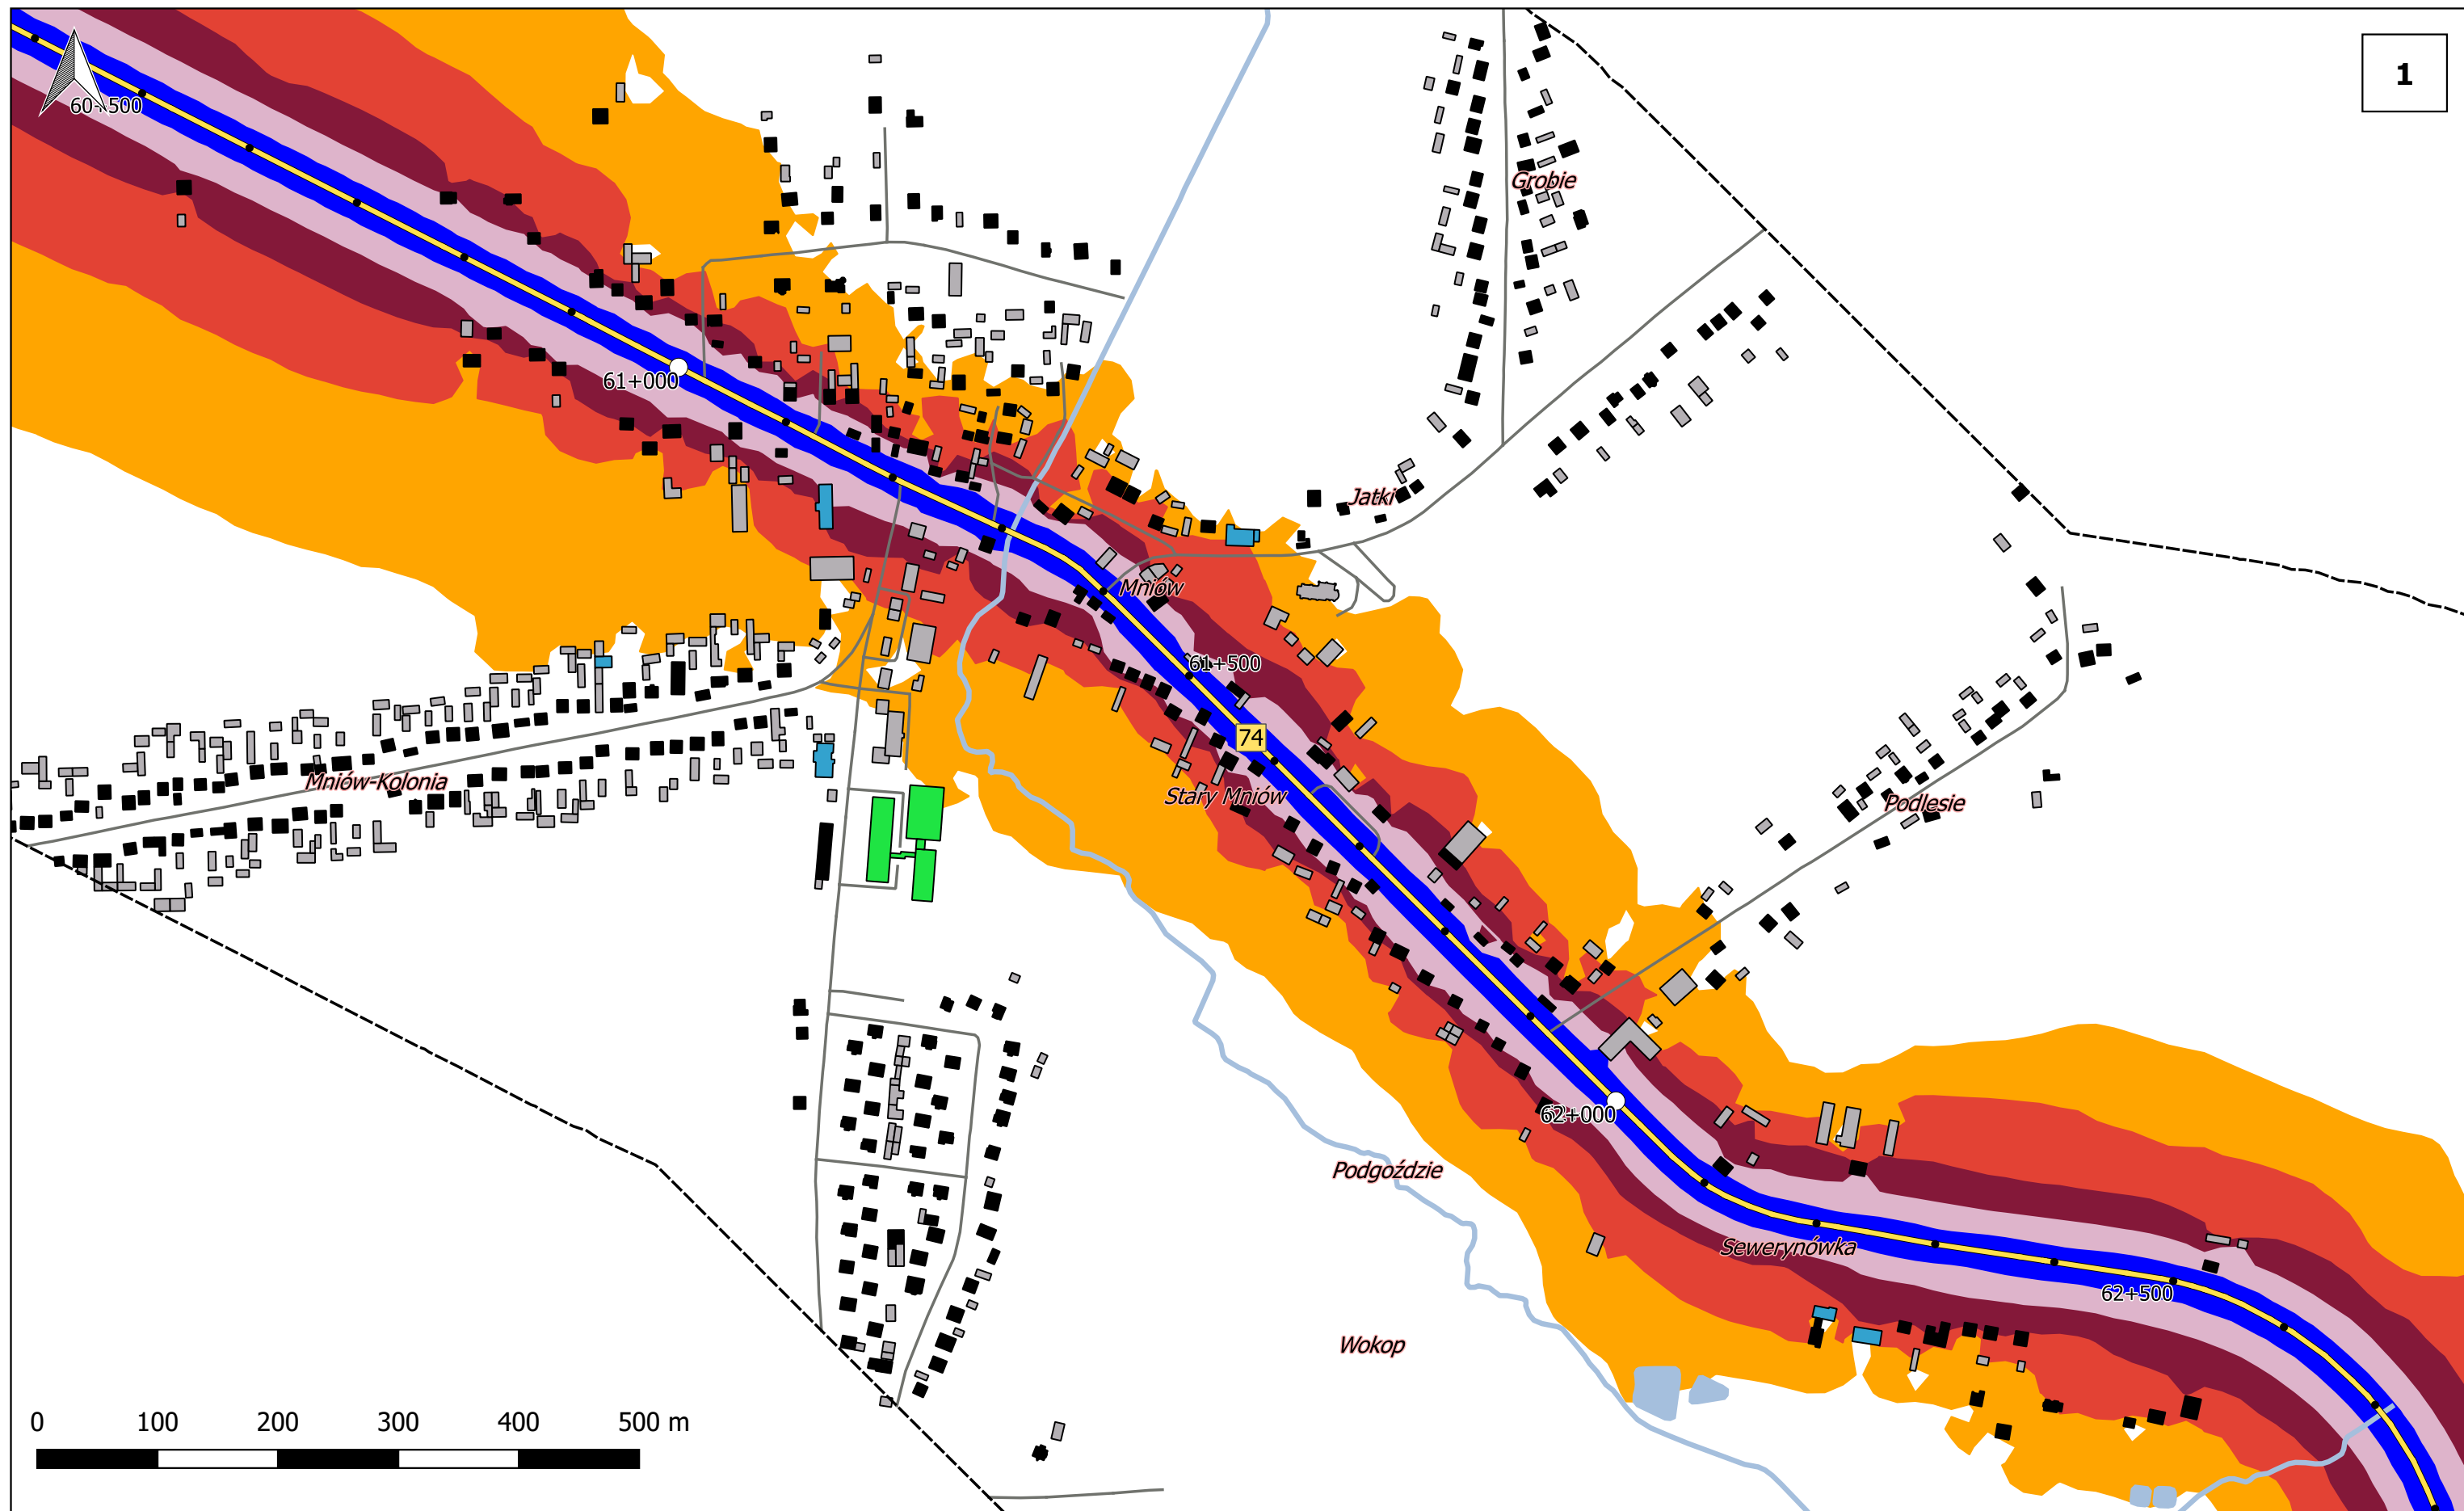 1
60+500
Grobie
61+000
Jatki
Mniów
61+500
74
Mniów-Kolonia
Stary Mniów
Podlesie
62+000
Podgoździe
Sewerynówka
62+500
Wokop
0 100 200 300 400 500 m